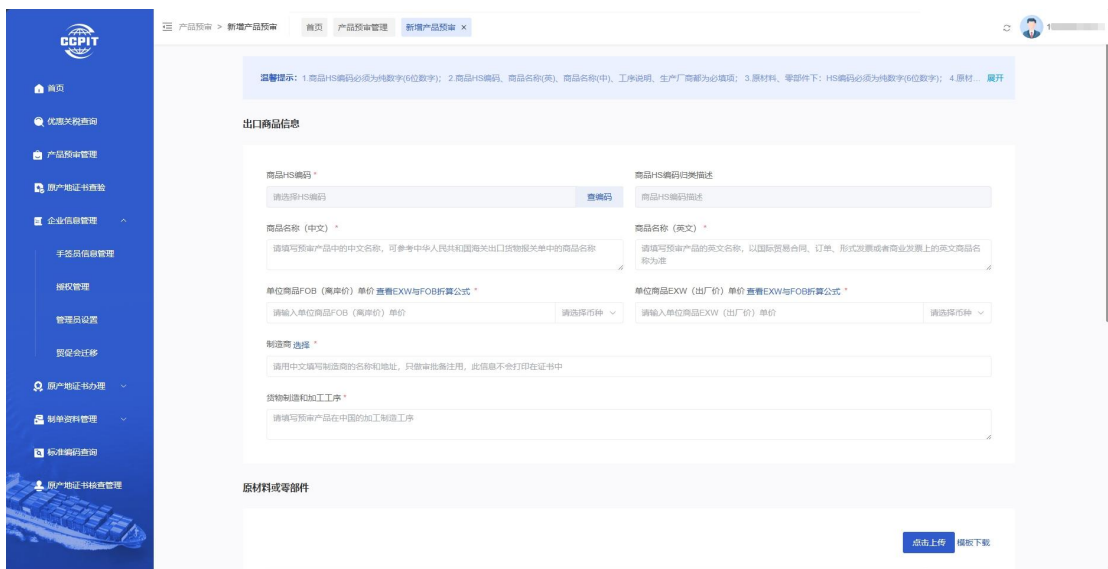 CCPIT
产品预审 > 新增产品预审
首页 产品预审管理 新增产品预审 ×
1
首页
优惠关税查询
产品预审管理
原产地证书查验
企业信息管理
手签员信息管理
授权管理
管理员设置
贸促会迁移
原产地证书办理
制单资料管理
标准编码查询
原产地证书核查管理
温馨提示：1.商品HS编码必须为纯数字(6位数字)； 2.商品HS编码、商品名称(英)、商品名称(中)、工序说明、生产厂商都为必填项； 3.原材料、零部件下：HS编码必须为纯数字(6位数字)； 4.原材... 展开
出口商品信息
商品HS编码 * 商品HS编码归类描述
请选择HS编码 查编码 商品HS编码描述
商品名称（中文） * 商品名称（英文） *
请填写预审产品中的中文名称，可参考中华人民共和国海关出口货物报关单中的商品名称
请填写预审产品的英文名称，以国际贸易合同、订单、形式发票或者商业发票上的英文商品名
称为准
单位商品FOB（离岸价）单价 查看EXW与FOB折算公式 * 单位商品EXW（出厂价）单价 查看EXW与FOB折算公式 *
请输入单位商品FOB（离岸价）单价 请选择币种 请输入单位商品EXW（出厂价）单价 请选择币种
制造商 选择 *
请用中文填写制造商的名称和地址，只做审批备注用，此信息不会打印在证书中
货物制造和加工工序 *
请填写预审产品在中国的加工制造工序
原材料或零部件
点击上传 模板下载